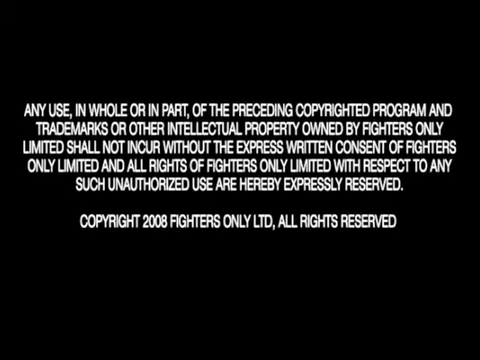 ANY USE, IN WHOLE OR IN PART, OF THE PRECEDING COPYRIGHTED PROGRAM AND
TRADEMARKS OR OTHER INTELLECTUAL PROPERTY OWNED BY FIGHTERS ONLY
LIMITED SHALL NOT INCUR WITHOUT THE EXPRESS WRITTEN CONSENT OF FIGHTERS
ONLY LIMITED AND ALL RIGHTS OF FIGHTERS ONLY LIMITED WITH RESPECT TO ANY
SUCH UNAUTHORIZED USE ARE HEREBY EXPRESSLY RESERVED.
COPYRIGHT 2008 FIGHTERS ONLY LTD, ALL RIGHTS RESERVED